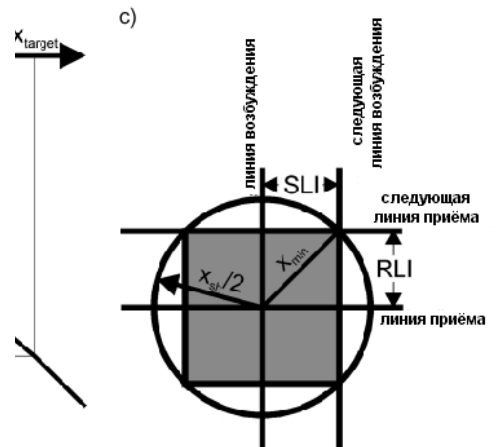 x_target
c)
линия возбуждения
следующая
линия возбуждения
SLI
следующая
линия приёма
x_min
RLI
x_sh/2
линия приёма